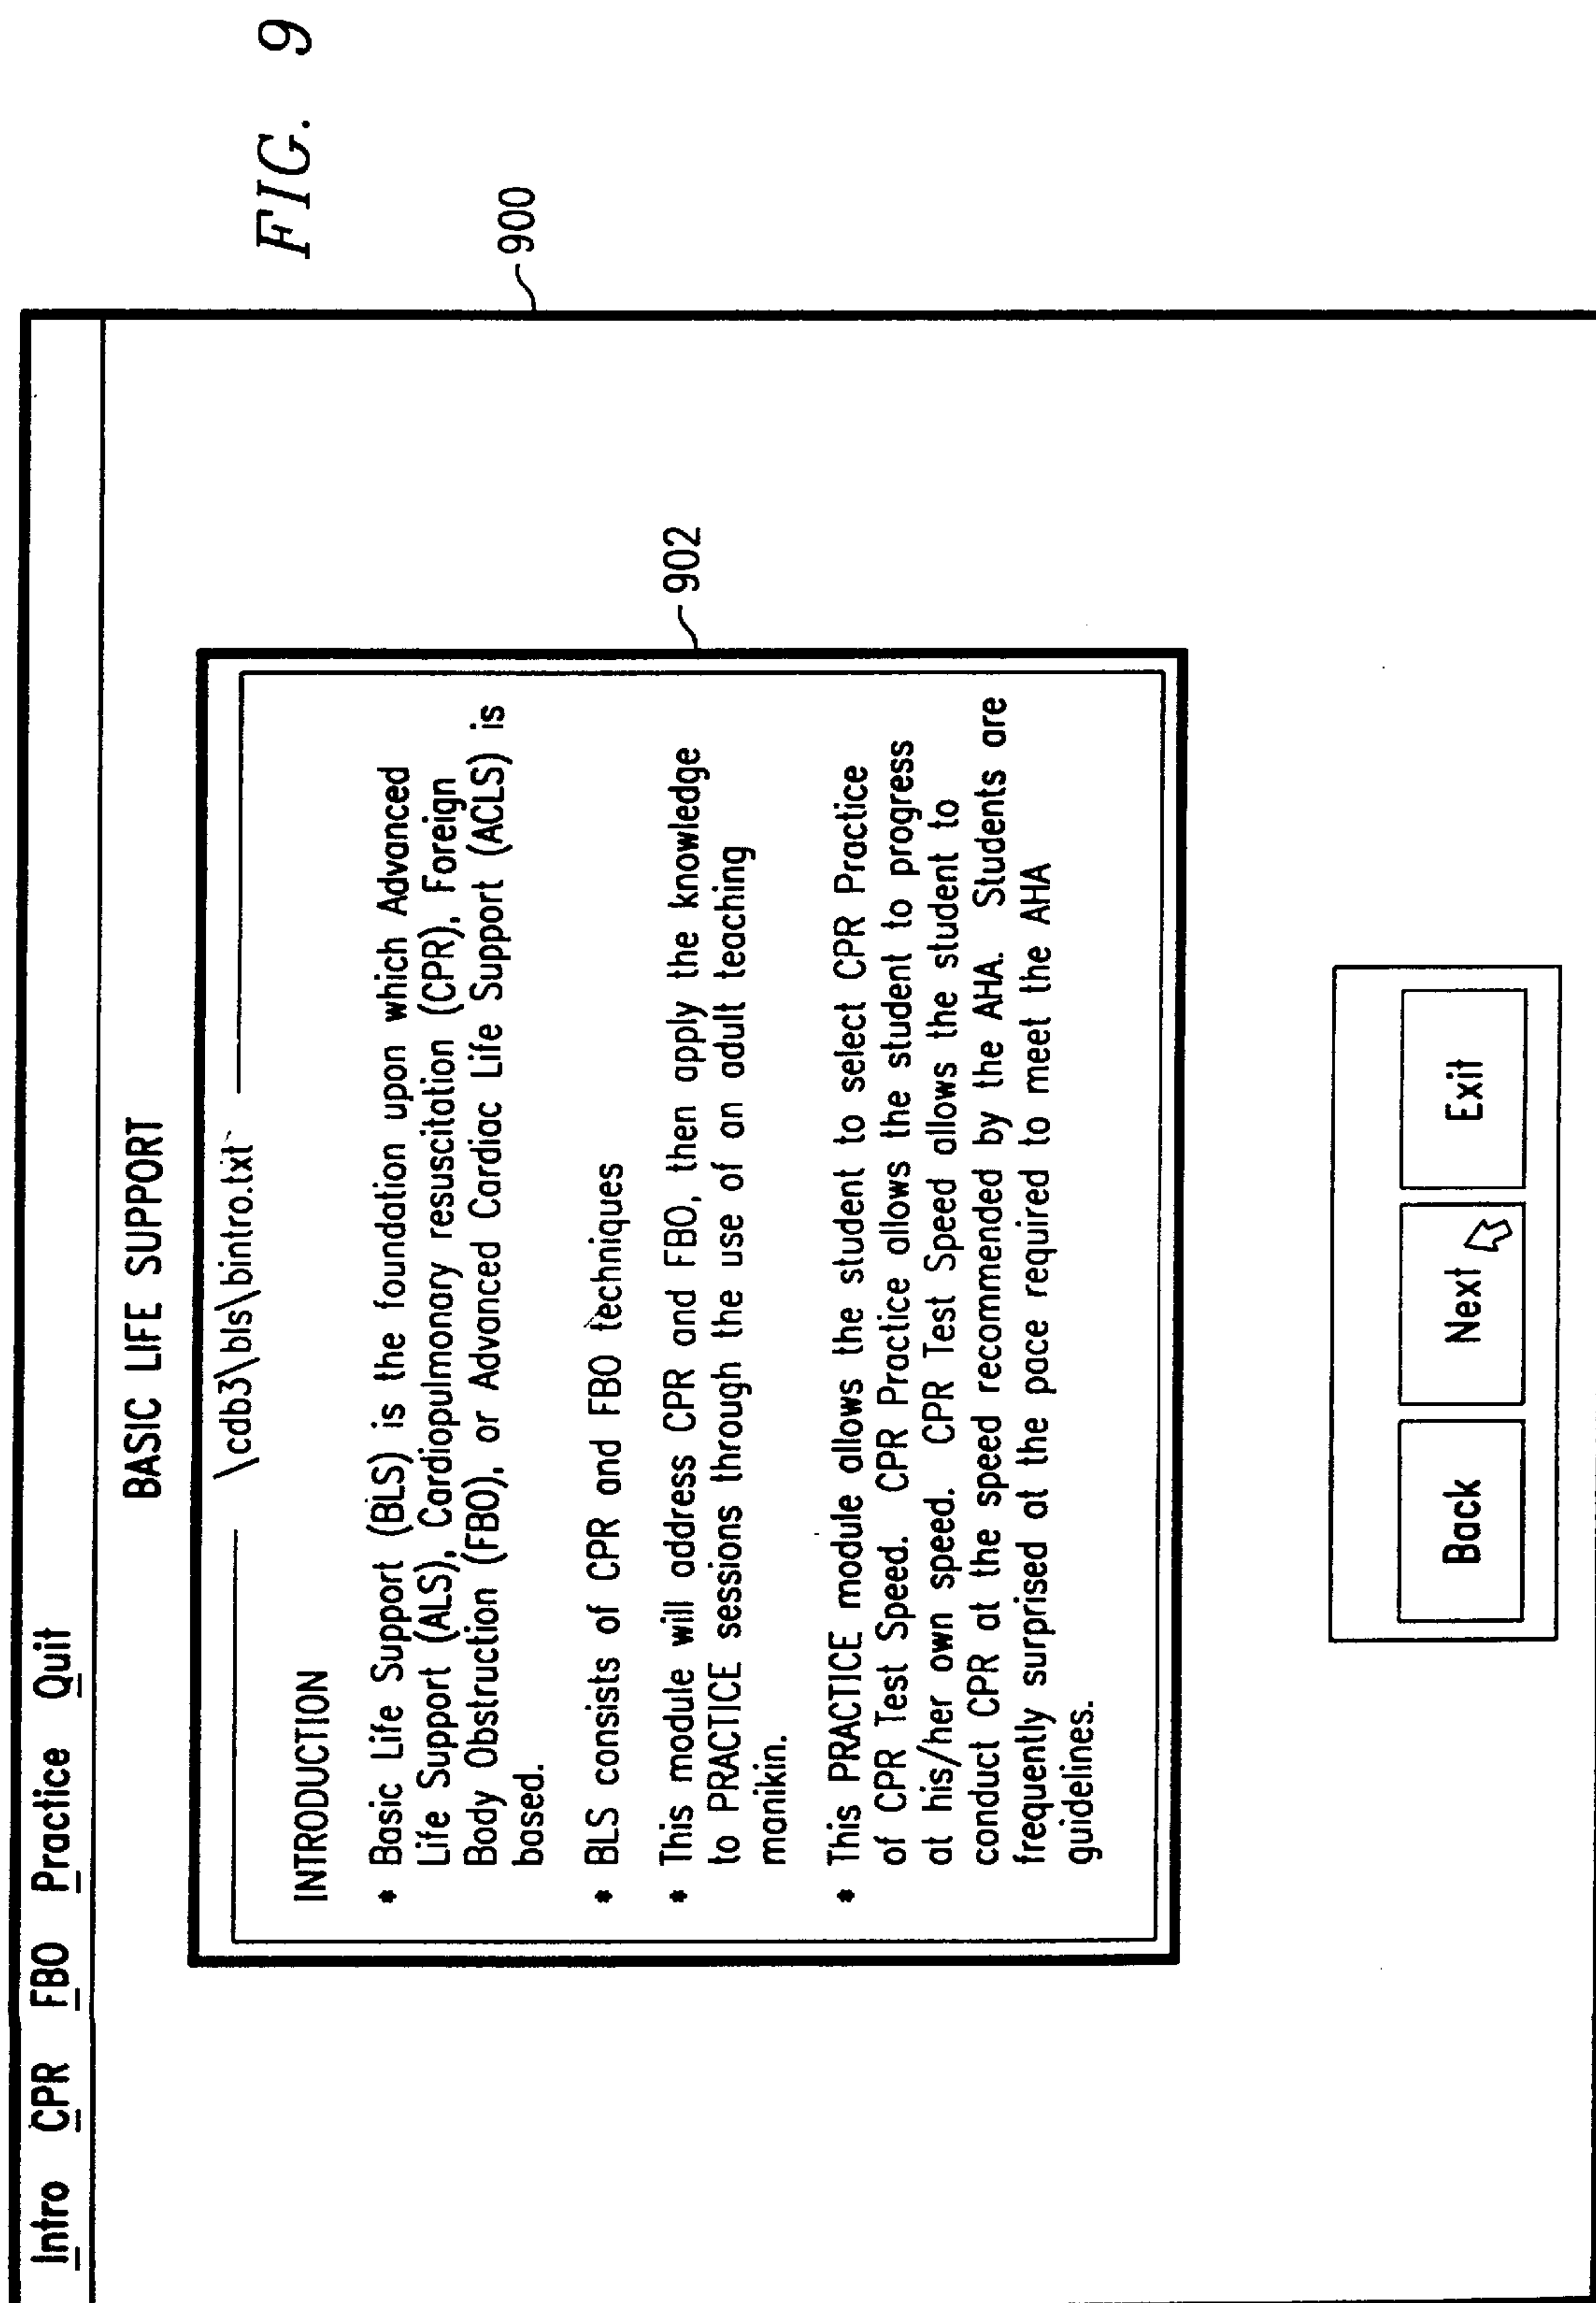 FIG. 9
900
Intro CPR FBO Practice Quit
BASIC LIFE SUPPORT
902
\cdb3\bls\bintro.txt
INTRODUCTION
* Basic Life Support (BLS) is the foundation upon which Advanced
Life Support (ALS), Cardiopulmonary resuscitation (CPR), Foreign
Body Obstruction (FBO), or Advanced Cardiac Life Support (ACLS) is
based.
* BLS consists of CPR and FBO techniques
* This module will address CPR and FBO, then apply the knowledge
to PRACTICE sessions through the use of an adult teaching
manikin.
* This PRACTICE module allows the student to select CPR Practice
of CPR Test Speed. CPR Practice allows the student to progress
at his/her own speed. CPR Test Speed allows the student to
conduct CPR at the speed recommended by the AHA. Students are
frequently surprised at the pace required to meet the AHA
guidelines.
Back Next Exit